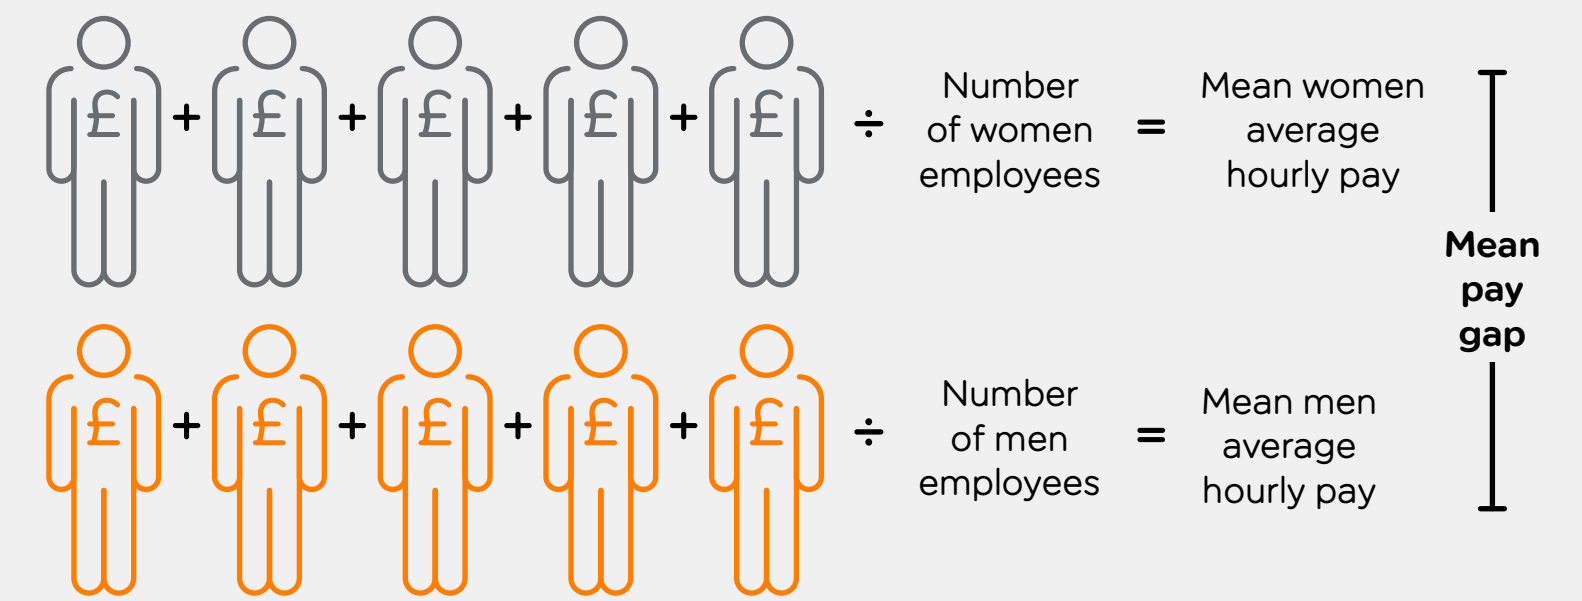 £ + £ + £ + £ + £ ÷
Number
of women
employees
=
Mean women
average
hourly pay
Mean
pay
gap
£ + £ + £ + £ + £ ÷
Number
of men
employees
=
Mean men
average
hourly pay